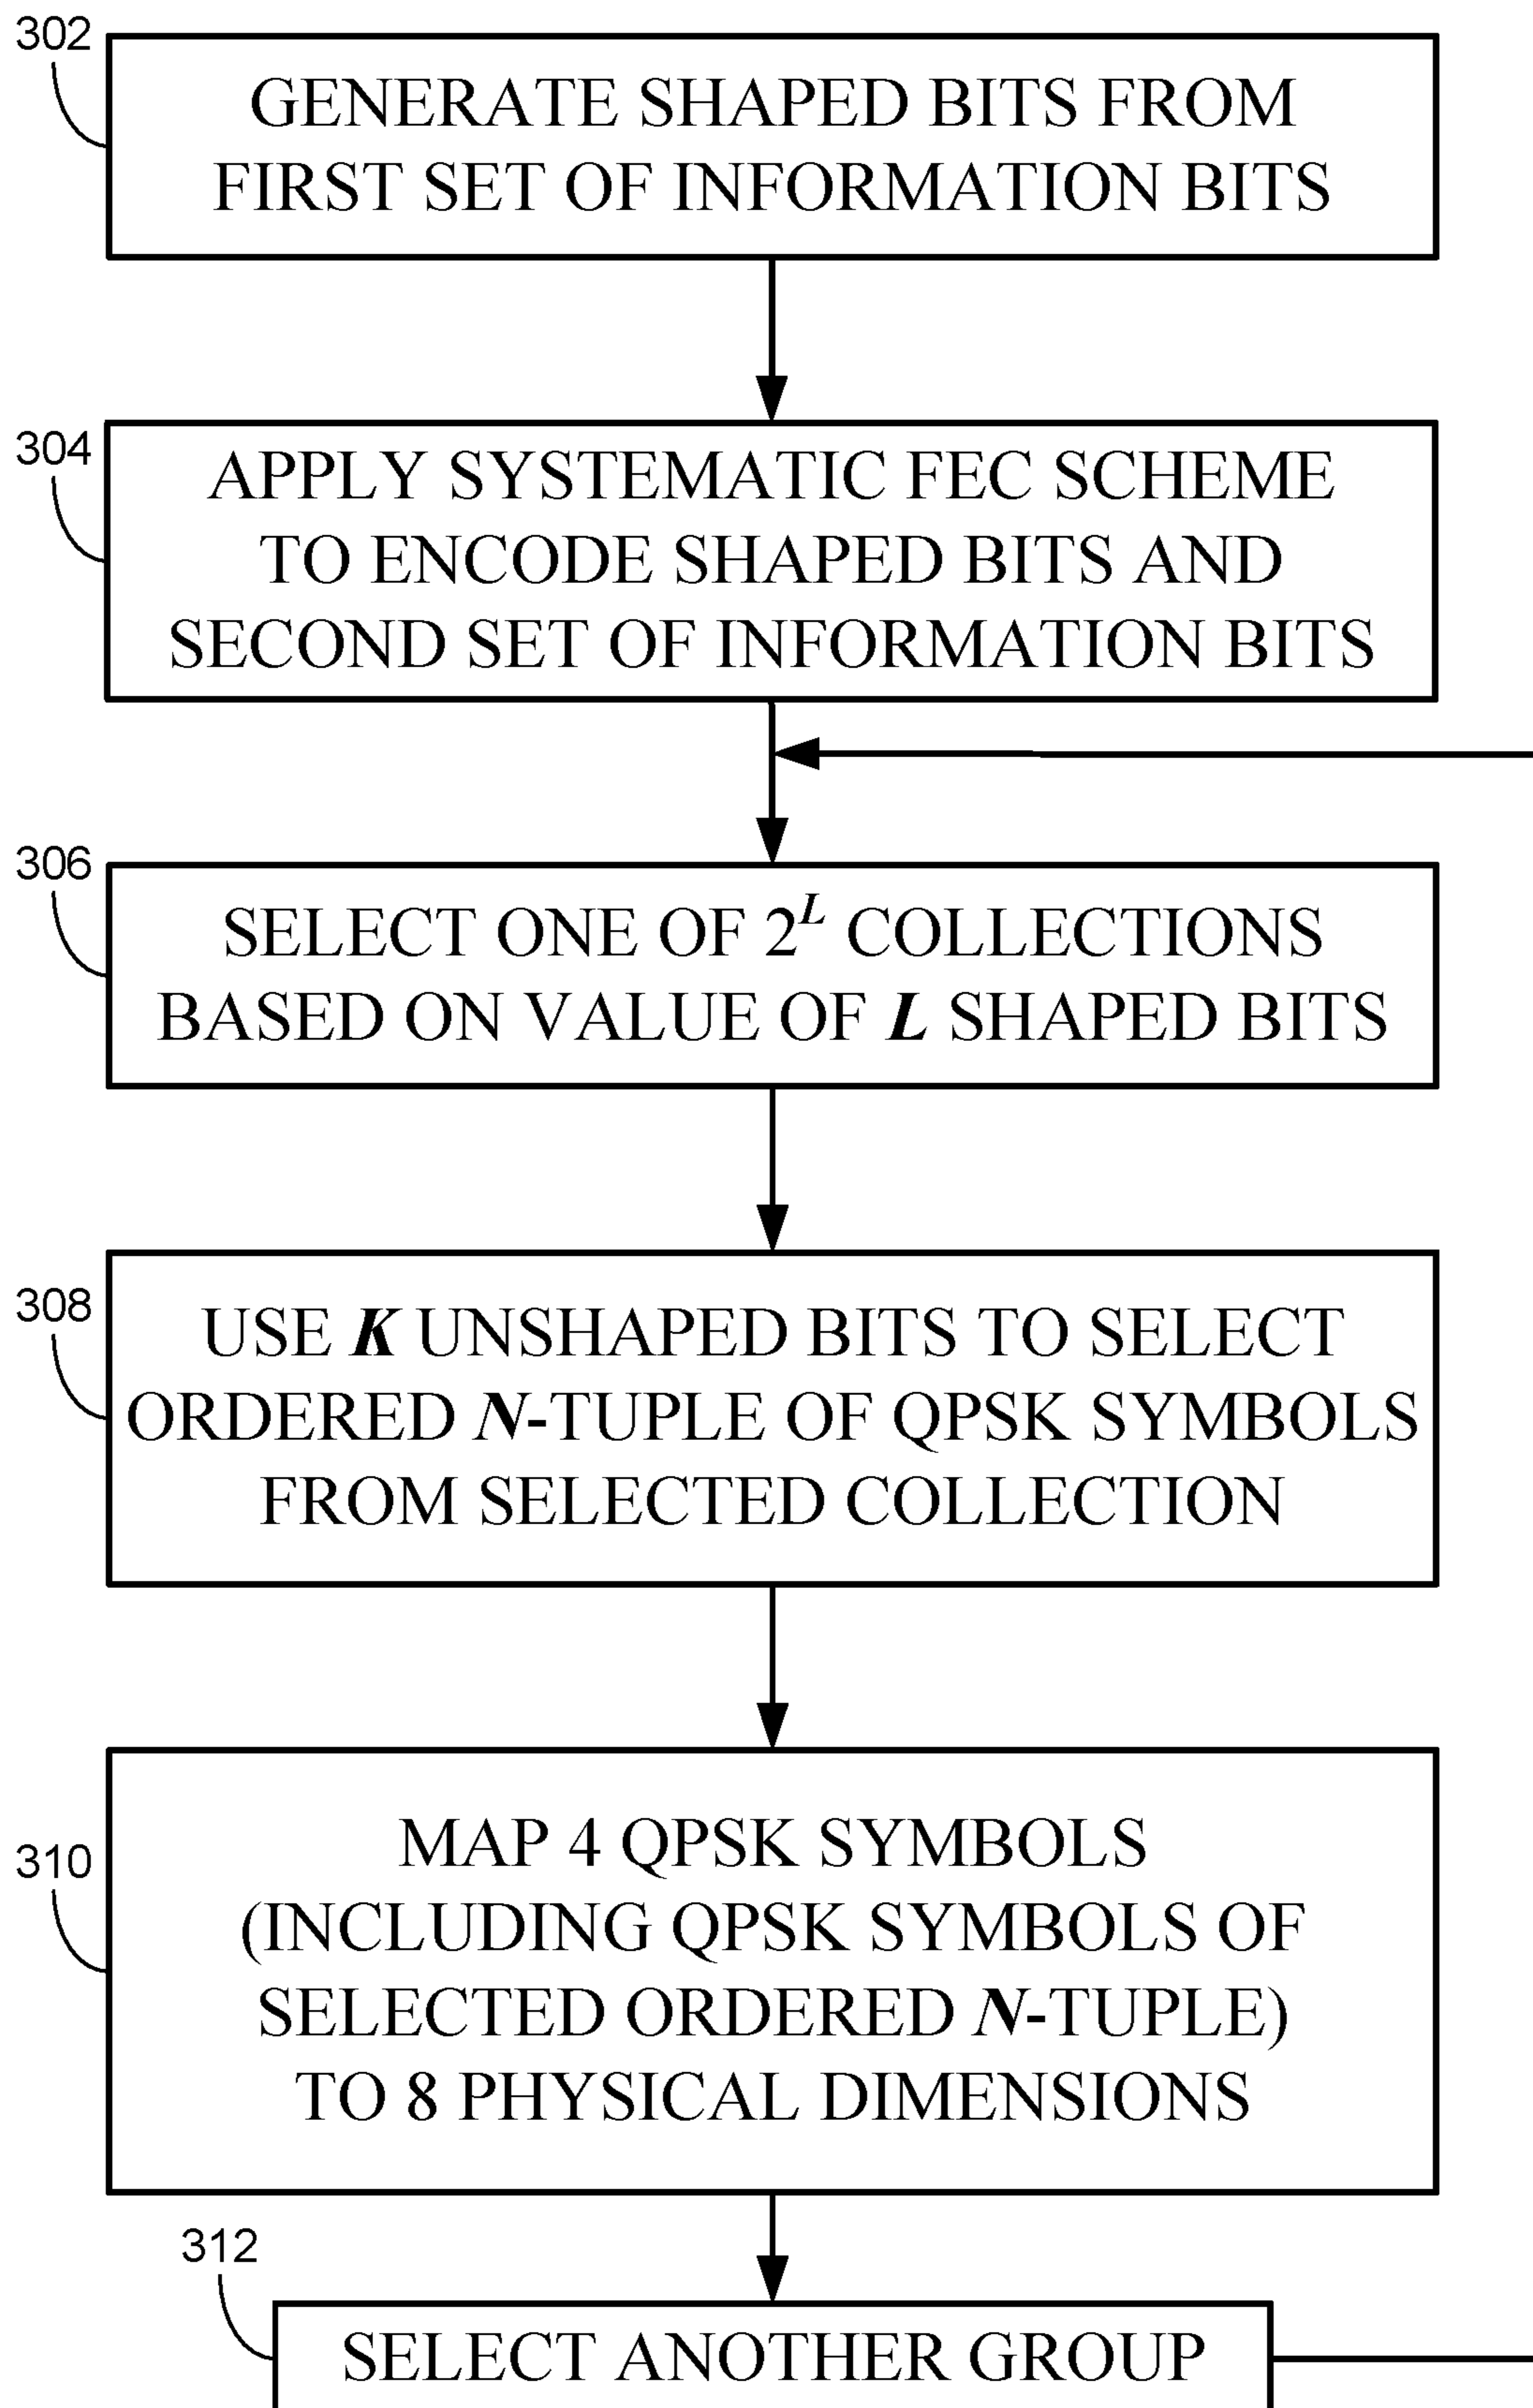 302
GENERATE SHAPED BITS FROM
FIRST SET OF INFORMATION BITS
304
APPLY SYSTEMATIC FEC SCHEME
TO ENCODE SHAPED BITS AND
SECOND SET OF INFORMATION BITS
306
SELECT ONE OF 2^L COLLECTIONS
BASED ON VALUE OF L SHAPED BITS
308
USE K UNSHAPED BITS TO SELECT
ORDERED N-TUPLE OF QPSK SYMBOLS
FROM SELECTED COLLECTION
310
MAP 4 QPSK SYMBOLS
(INCLUDING QPSK SYMBOLS OF
SELECTED ORDERED N-TUPLE)
TO 8 PHYSICAL DIMENSIONS
312
SELECT ANOTHER GROUP